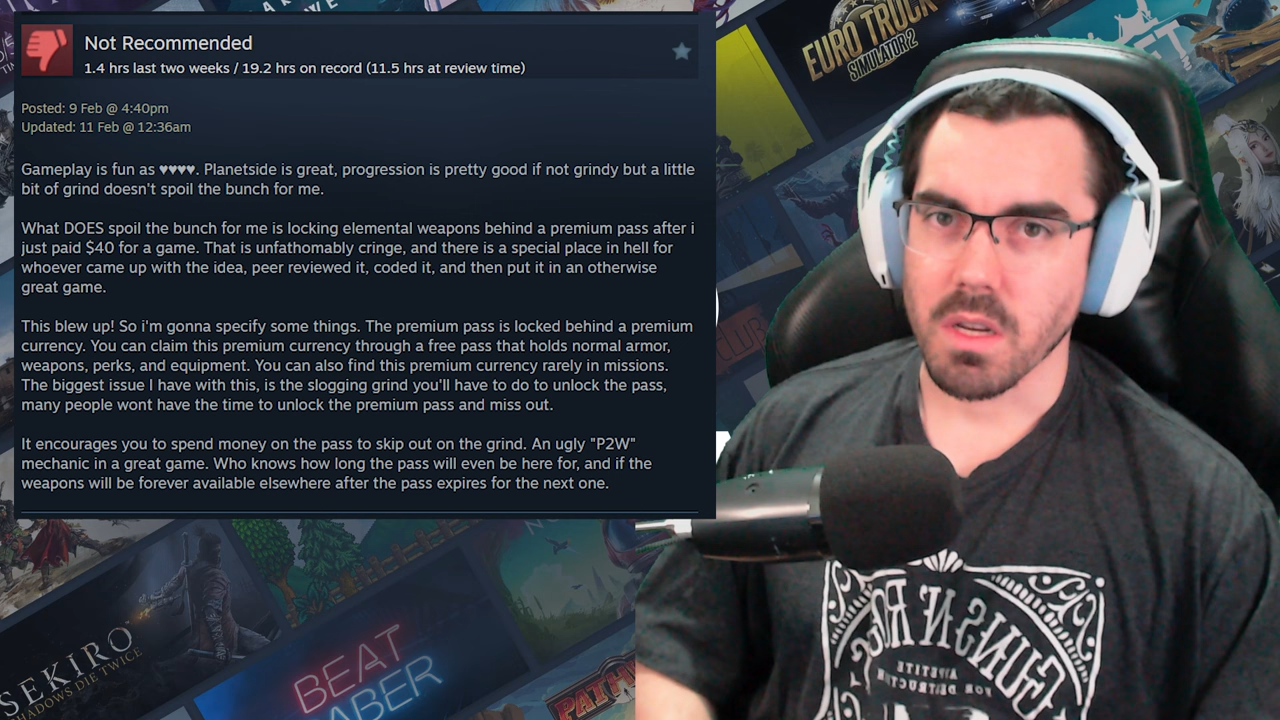 Not Recommended
1.4 hrs last two weeks / 19.2 hrs on record (11.5 hrs at review time)
Posted: 9 Feb @ 4:40pm
Updated: 11 Feb @ 12:36am
Gameplay is fun as ♥♥♥♥. Planetside is great, progression is pretty good if not grindy but a little
bit of grind doesn't spoil the bunch for me.
What DOES spoil the bunch for me is locking elemental weapons behind a premium pass after i
just paid $40 for a game. That is unfathomably cringe, and there is a special place in hell for
whoever came up with the idea, peer reviewed it, coded it, and then put it in an otherwise
great game.
This blew up! So i'm gonna specify some things. The premium pass is locked behind a premium
currency. You can claim this premium currency through a free pass that holds normal armor,
weapons, perks, and equipment. You can also find this premium currency rarely in missions.
The biggest issue I have with this, is the slogging grind you'll have to do to unlock the pass,
many people wont have the time to unlock the premium pass and miss out.
It encourages you to spend money on the pass to skip out on the grind. An ugly "P2W"
mechanic in a great game. Who knows how long the pass will even be here for, and if the
weapons will be forever available elsewhere after the pass expires for the next one.
EURO TRUCK
SIMULATOR 2
CLUB
SEKIRO
SHADOWS DIE TWICE
BEAT
ABER
GUNS N' RO
APPETITE
FOR DESTRUCT